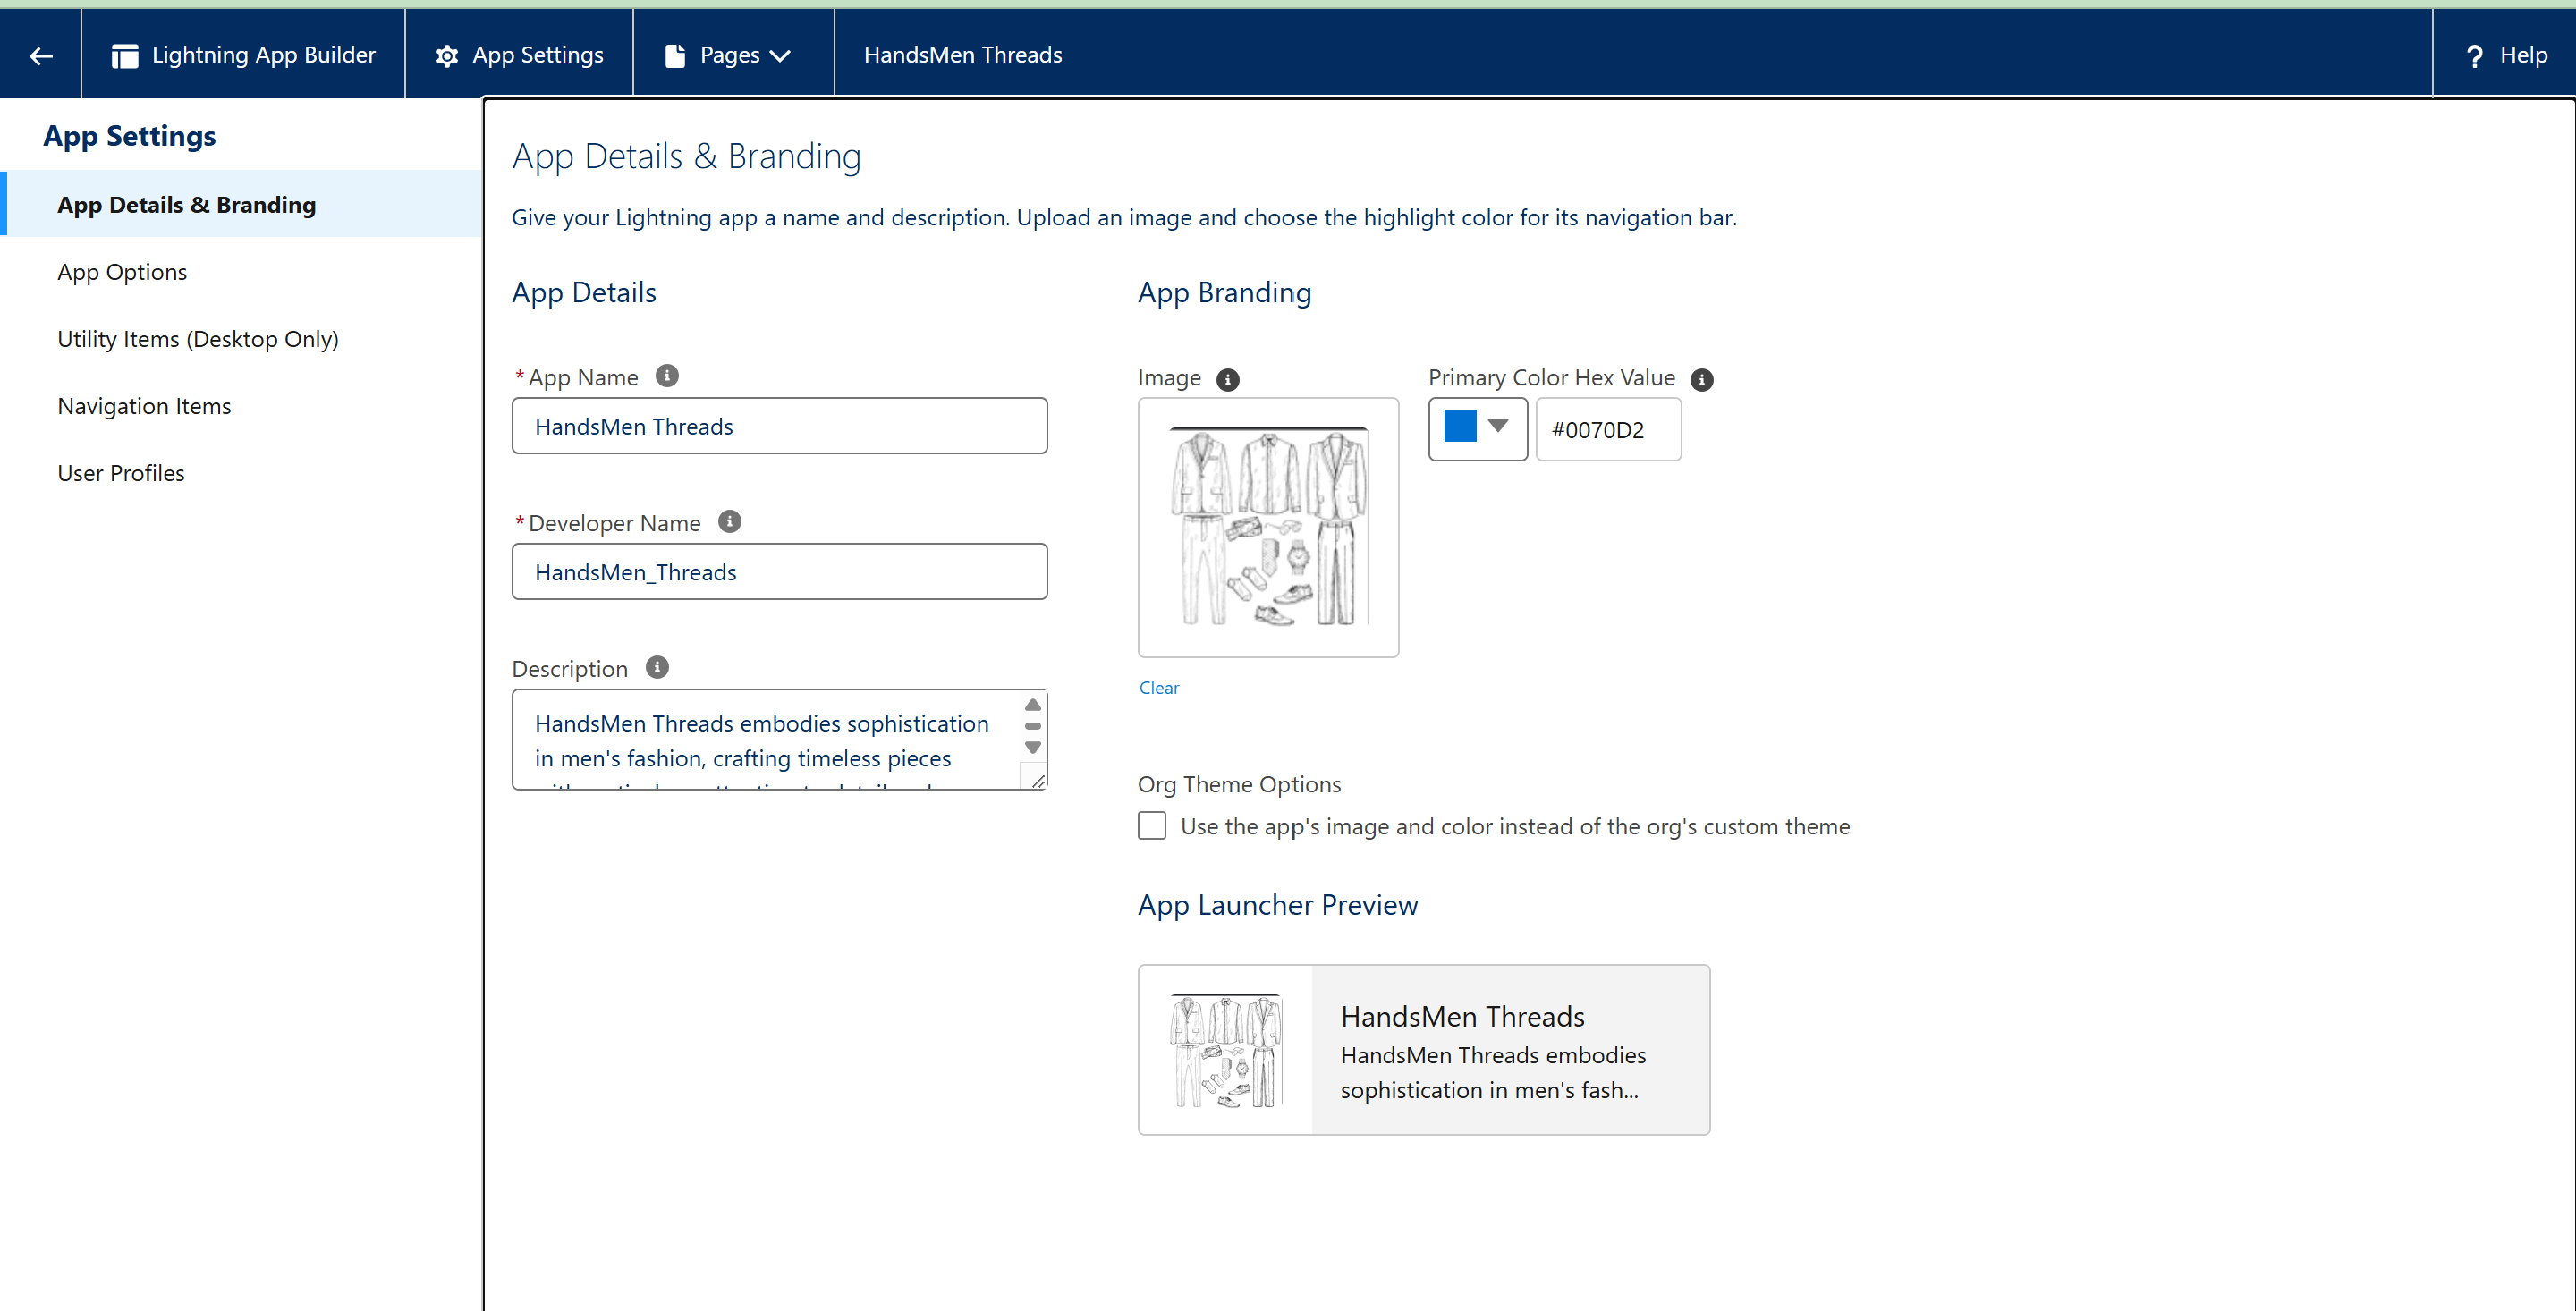 Lightning App Builder
App Settings
Pages
HandsMen Threads
? Help
App Settings
App Details & Branding
App Options
Utility Items (Desktop Only)
Navigation Items
User Profiles
App Details & Branding
Give your Lightning app a name and description. Upload an image and choose the highlight color for its navigation bar.
App Details
* App Name
HandsMen Threads
* Developer Name
HandsMen_Threads
Description
HandsMen Threads embodies sophistication
in men's fashion, crafting timeless pieces
App Branding
Image
Primary Color Hex Value
#0070D2
Clear
Org Theme Options
Use the app's image and color instead of the org's custom theme
App Launcher Preview
HandsMen Threads
HandsMen Threads embodies
sophistication in men's fash...